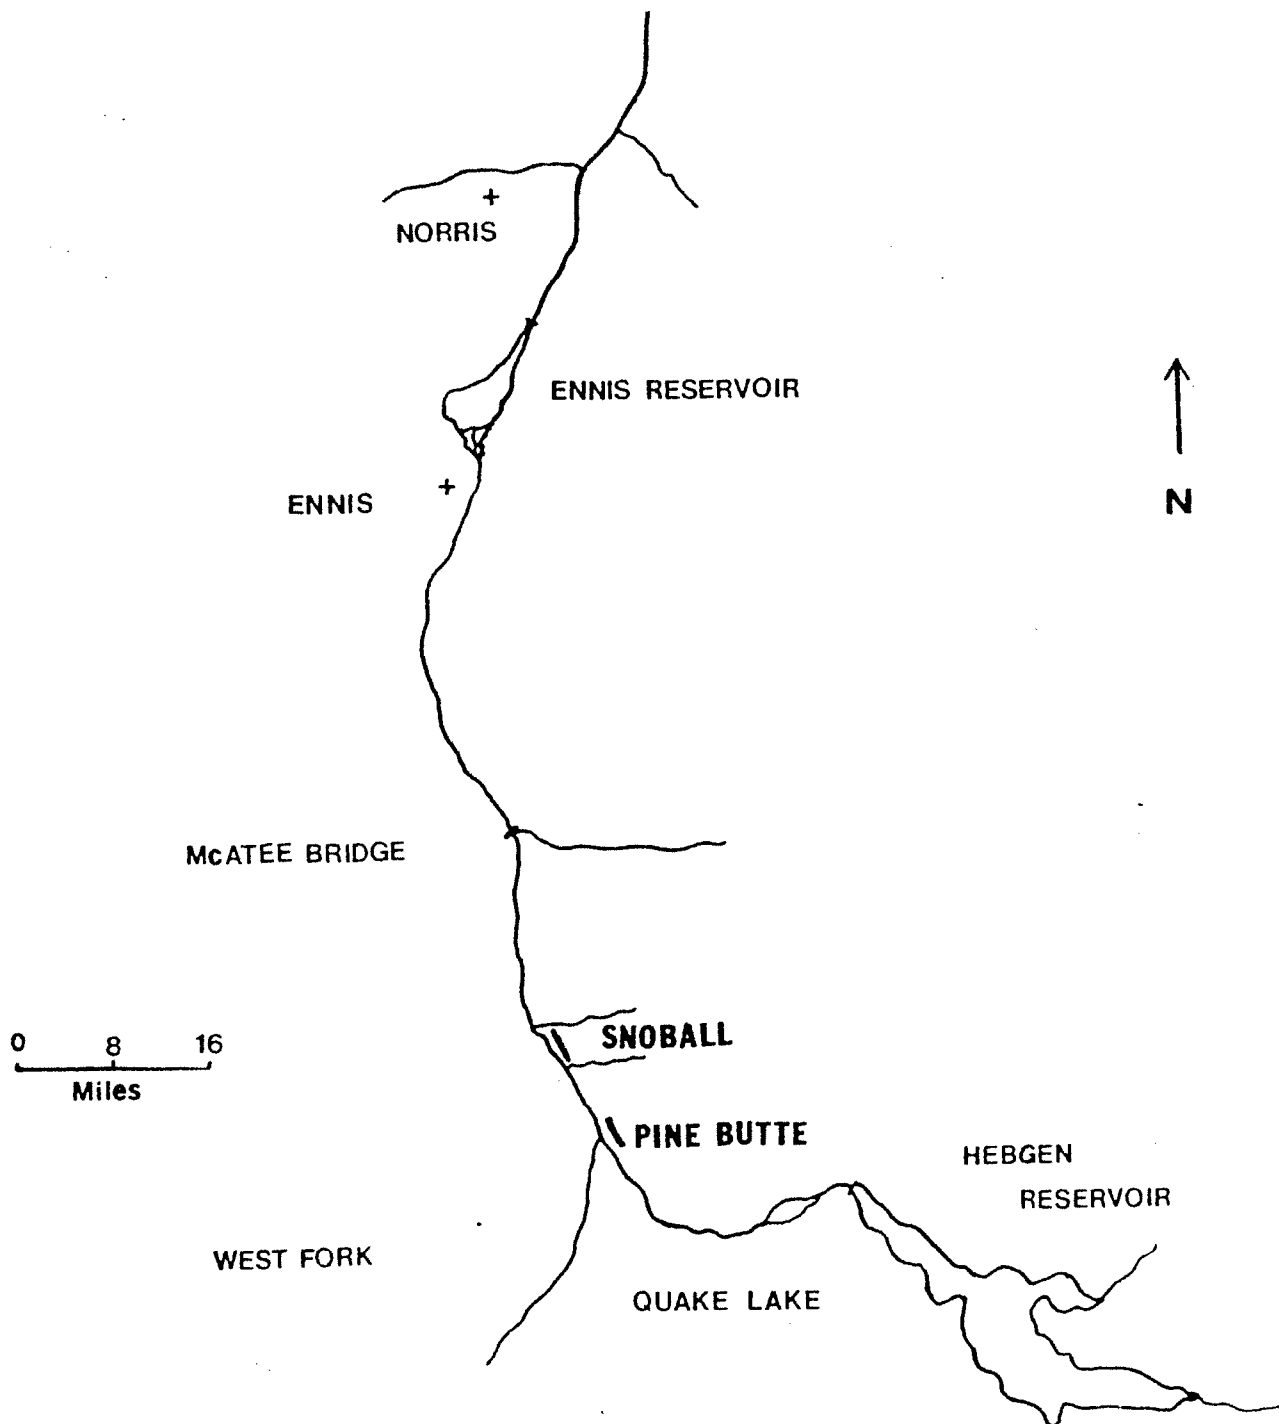 NORRIS
ENNIS RESERVOIR
ENNIS
N
McATEE BRIDGE
SNOBALL
0 8 16
Miles
PINE BUTTE
HEBGEN
RESERVOIR
WEST FORK
QUAKE LAKE